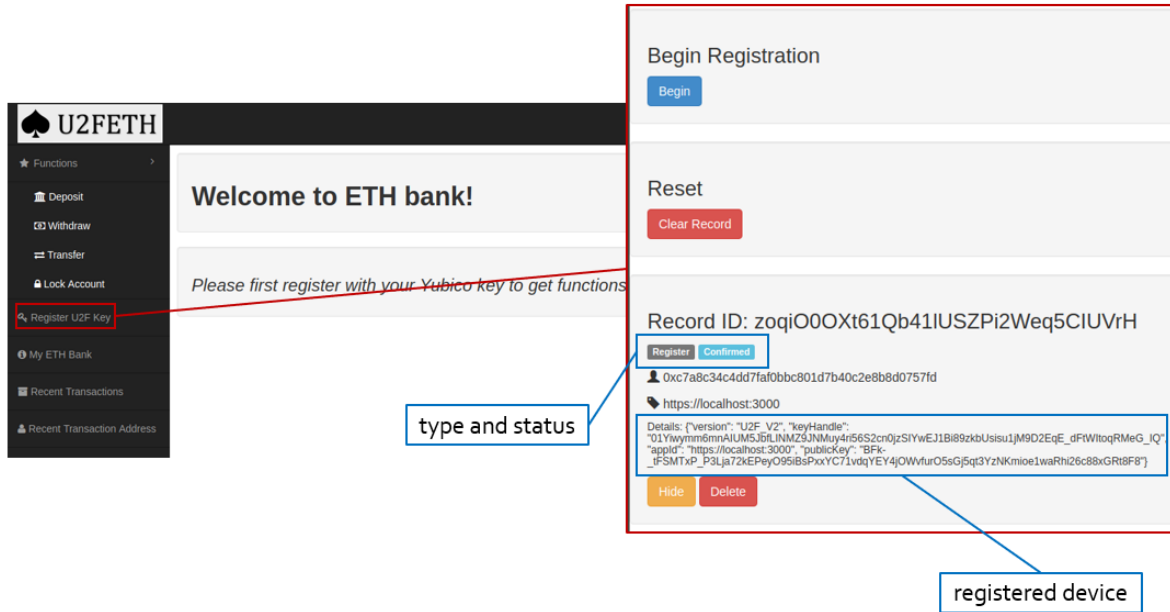 U2FETH
Functions
Deposit
Withdraw
Transfer
Lock Account
Register U2F Key
My ETH Bank
Recent Transactions
Recent Transaction Address
Welcome to ETH bank!
Please first register with your Yubico key to get functions
Begin Registration
Begin
Reset
Clear Record
Record ID: zoqiO0OXt61Qb41lUSZPi2Weq5CIUVrH
Register Confirmed
0xc7a8c34c4dd7faf0bbc801d7b40c2e8b8d0757fd
https://localhost:3000
Details: {"version": "U2F_V2", "keyHandle":
"01Yiwymm6mnAIUM5JbfLINMZ9JNMuy4ri56S2cn0jzSIYwEJ1Bi89zkbUsisu1jM9D2EqE_dFtWItoqRMeG_IQ",
"appId": "https://localhost:3000", "publicKey": "BFk-
_tFSMTxP_P3Lja72kEPeyO95iBsPxxYC71vdqYEY4jOWvfurO5sGj5qt3YzNKmioe1waRhi26c88xGRt8F8"}
Hide Delete
type and status
registered device